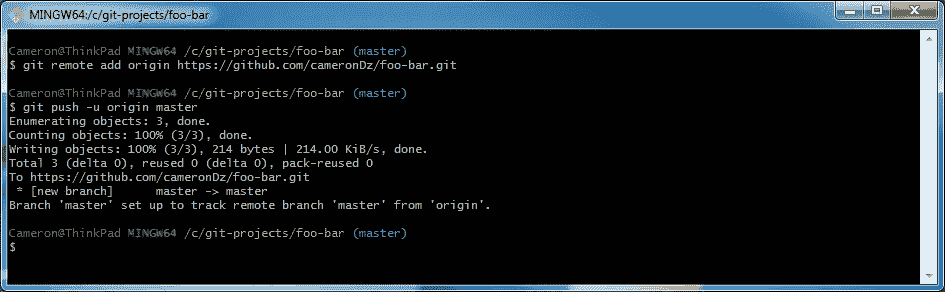 MINGW64:/c/git-projects/foo-bar
Cameron@ThinkPad MINGW64 /c/git-projects/foo-bar (master)
$ git remote add origin https://github.com/cameronDz/foo-bar.git
Cameron@ThinkPad MINGW64 /c/git-projects/foo-bar (master)
$ git push -u origin master
Enumerating objects: 3, done.
Counting objects: 100% (3/3), done.
Writing objects: 100% (3/3), 214 bytes | 214.00 KiB/s, done.
Total 3 (delta 0), reused 0 (delta 0), pack-reused 0
To https://github.com/cameronDz/foo-bar.git
 * [new branch]      master -> master
Branch 'master' set up to track remote branch 'master' from 'origin'.
Cameron@ThinkPad MINGW64 /c/git-projects/foo-bar (master)
$